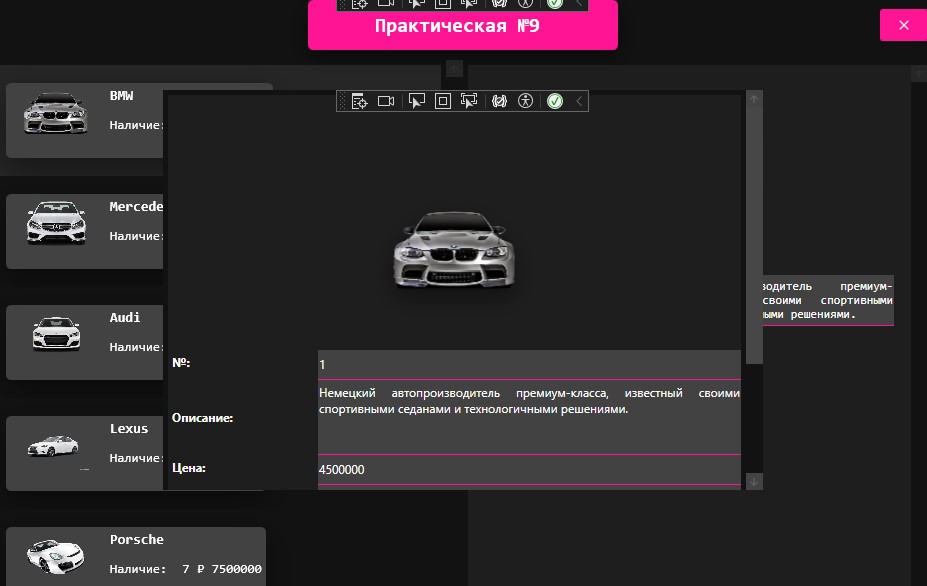 Практическая №9
BMW
Наличие:
Mercede
Наличие:
Audi
Наличие:
Lexus
Наличие:
Porsche
Наличие: 7 ₽ 7500000
№:
1
Описание:
Немецкий автопроизводитель премиум-класса, известный своими
спортивными седанами и технологичными решениями.
Цена:
4500000
водитель премиум-
своими спортивными
ыми решениями.